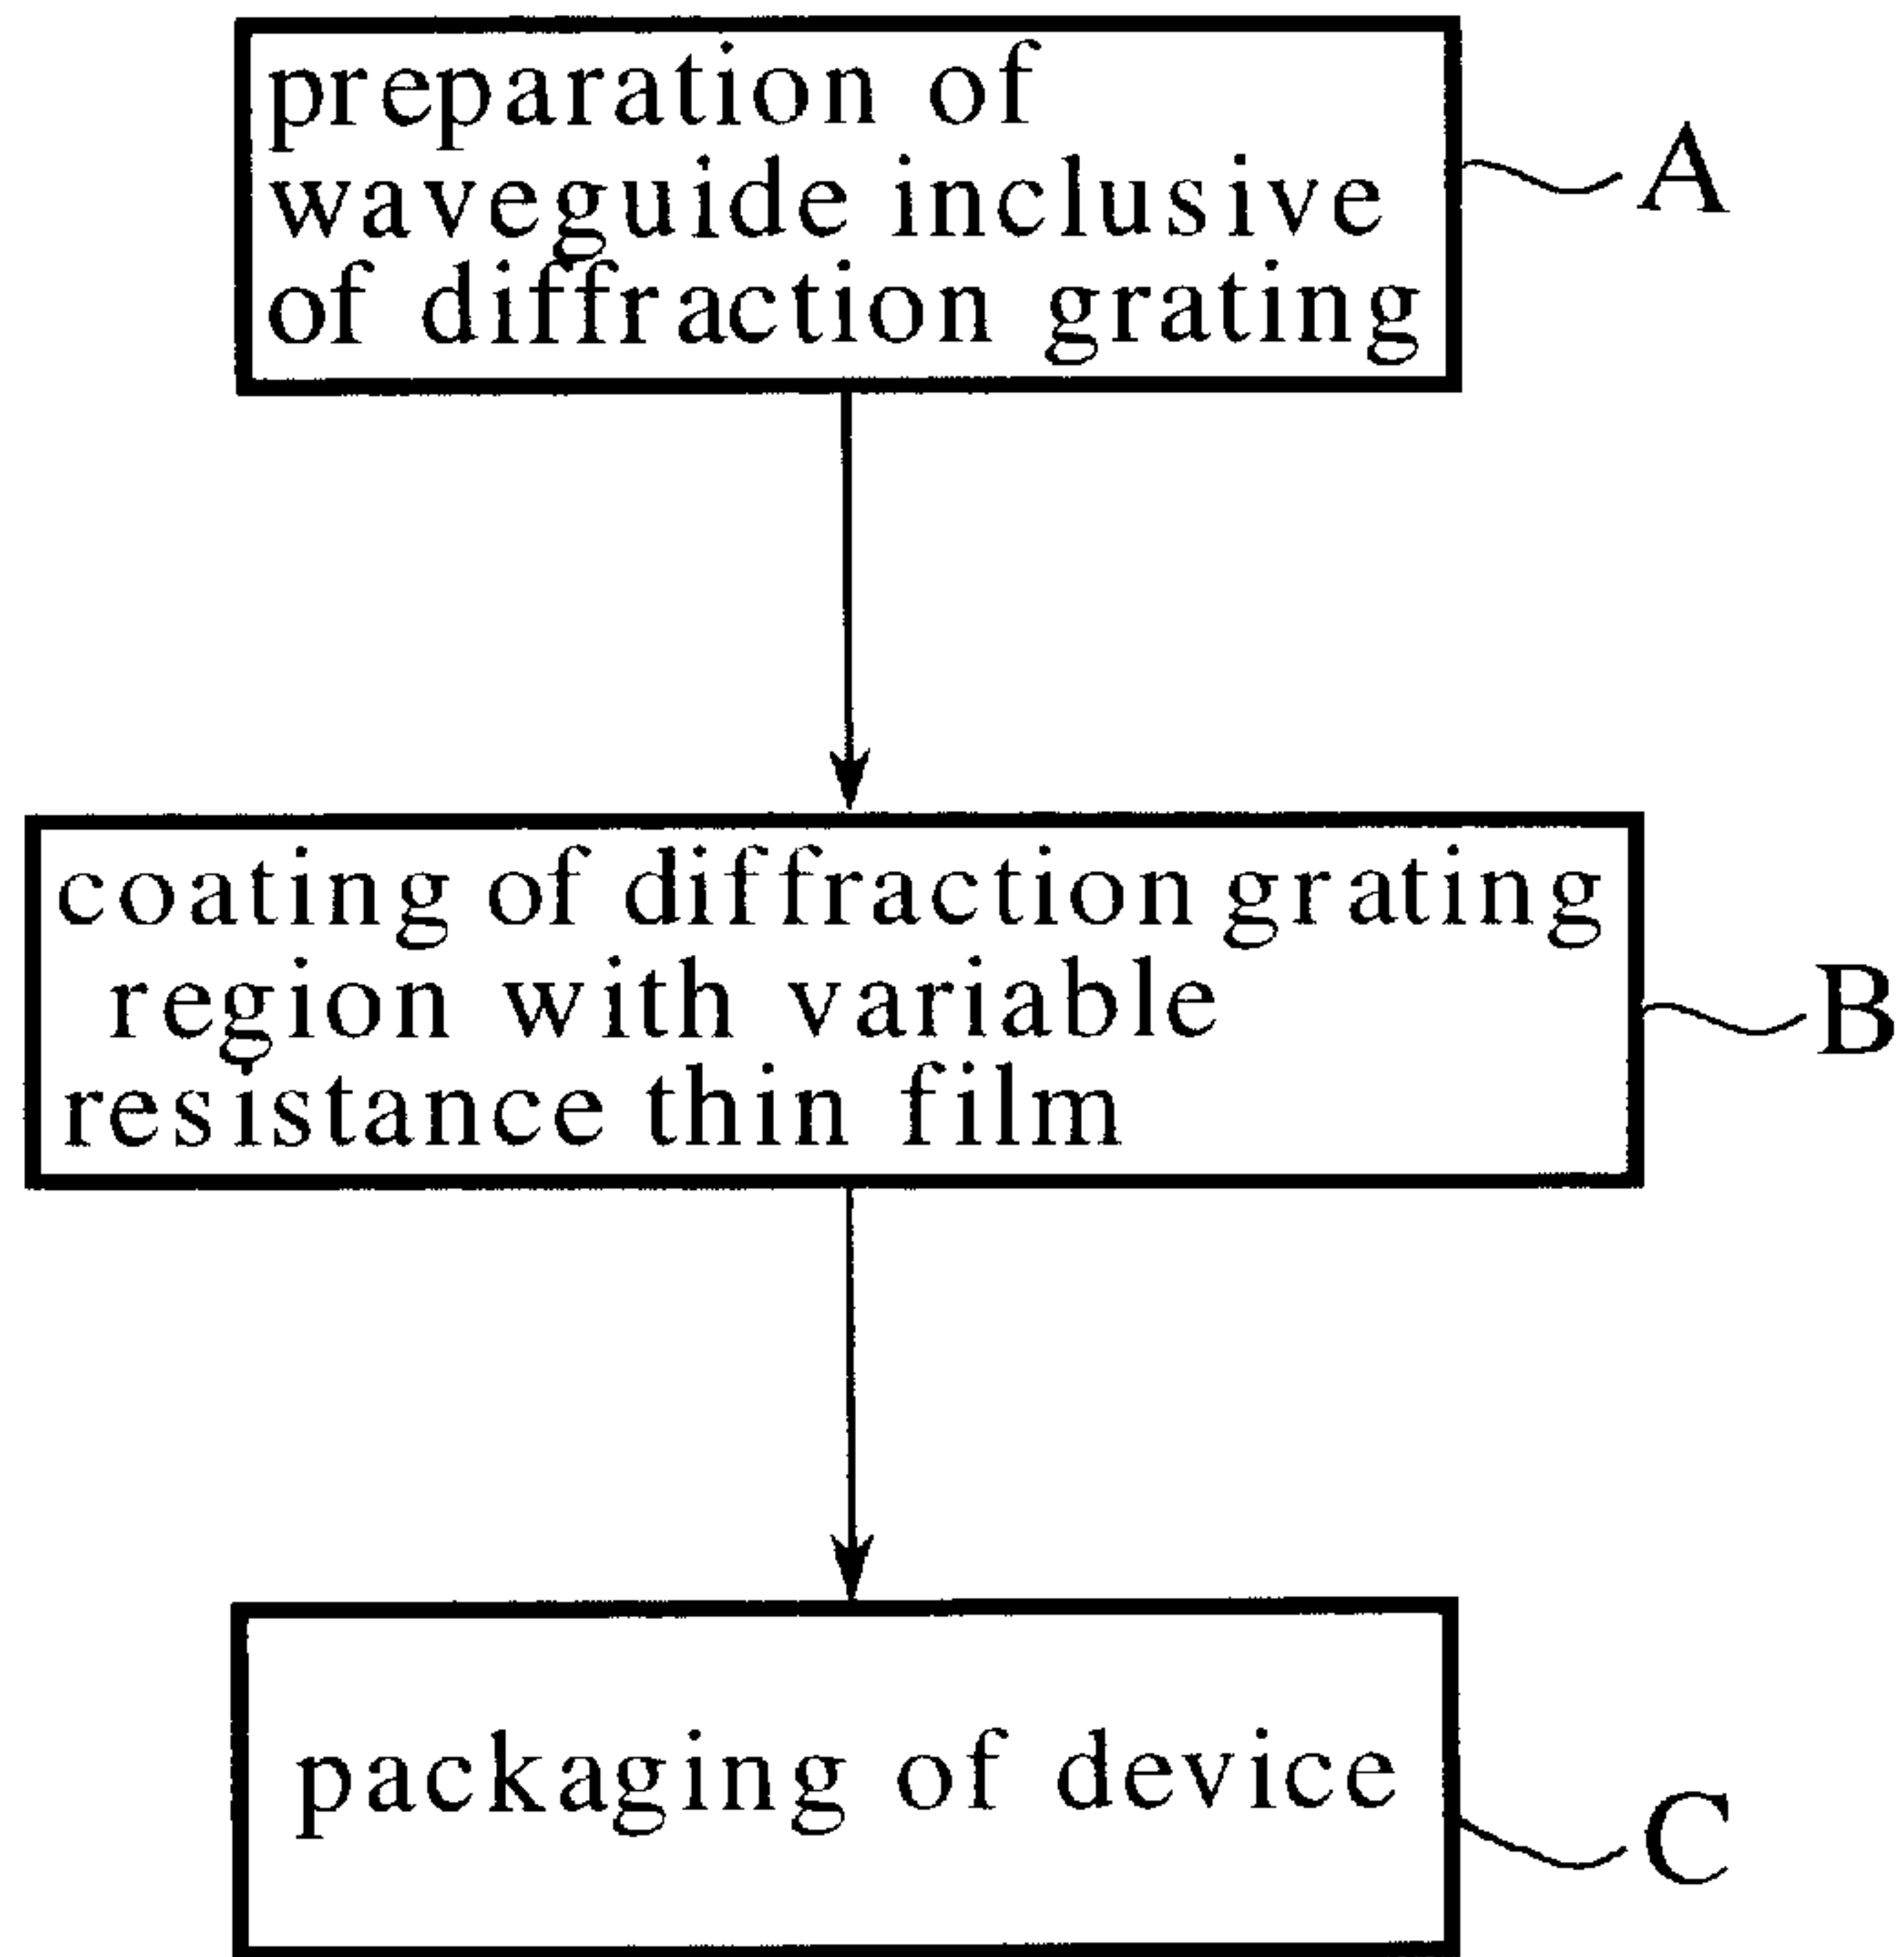 preparation of
waveguide inclusive
of diffraction grating
A
coating of diffraction grating
region with variable
resistance thin film
B
packaging of device
C